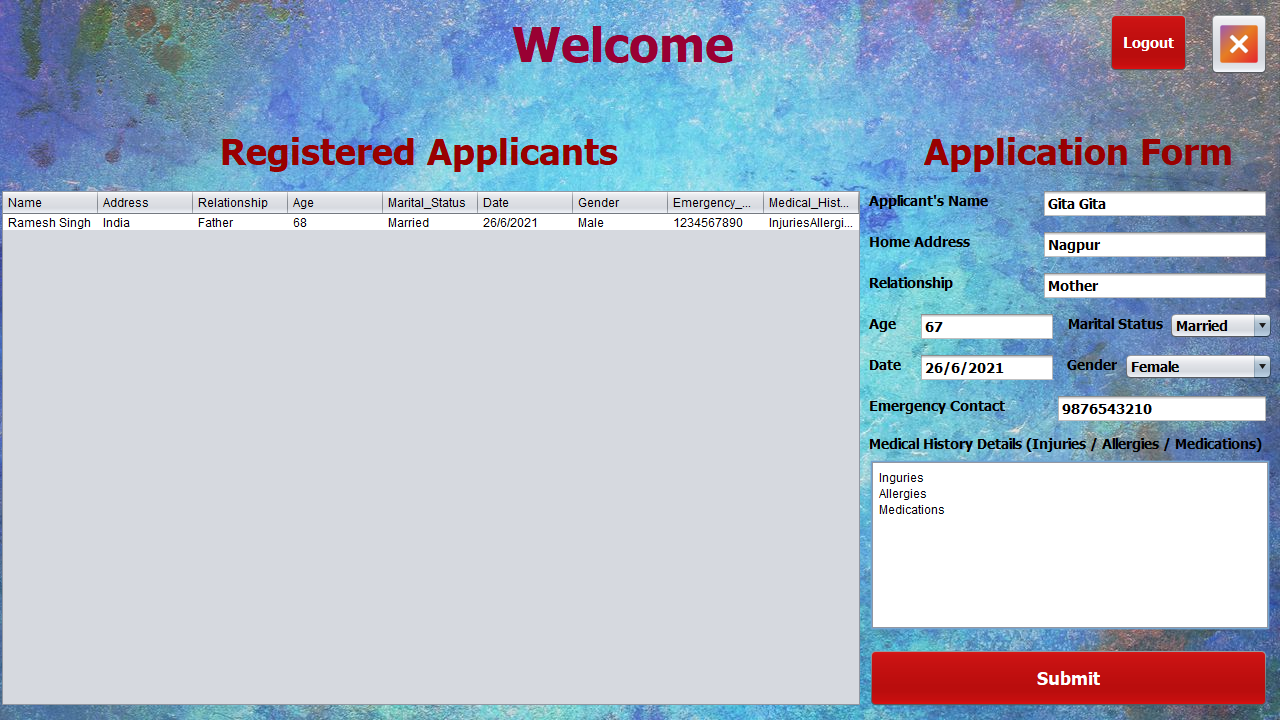 Welcome
Logout
Registered Applicants
Application Form
Name Address Relationship Age Marital_Status Date Gender Emergency_... Medical_Hist...
Ramesh Singh India Father 68 Married 26/6/2021 Male 1234567890 InjuriesAllergi...
Applicant's Name Gita Gita
Home Address Nagpur
Relationship Mother
Age 67 Marital Status Married
Date 26/6/2021 Gender Female
Emergency Contact 9876543210
Medical History Details (Injuries / Allergies / Medications)
Inguries
Allergies
Medications
Submit